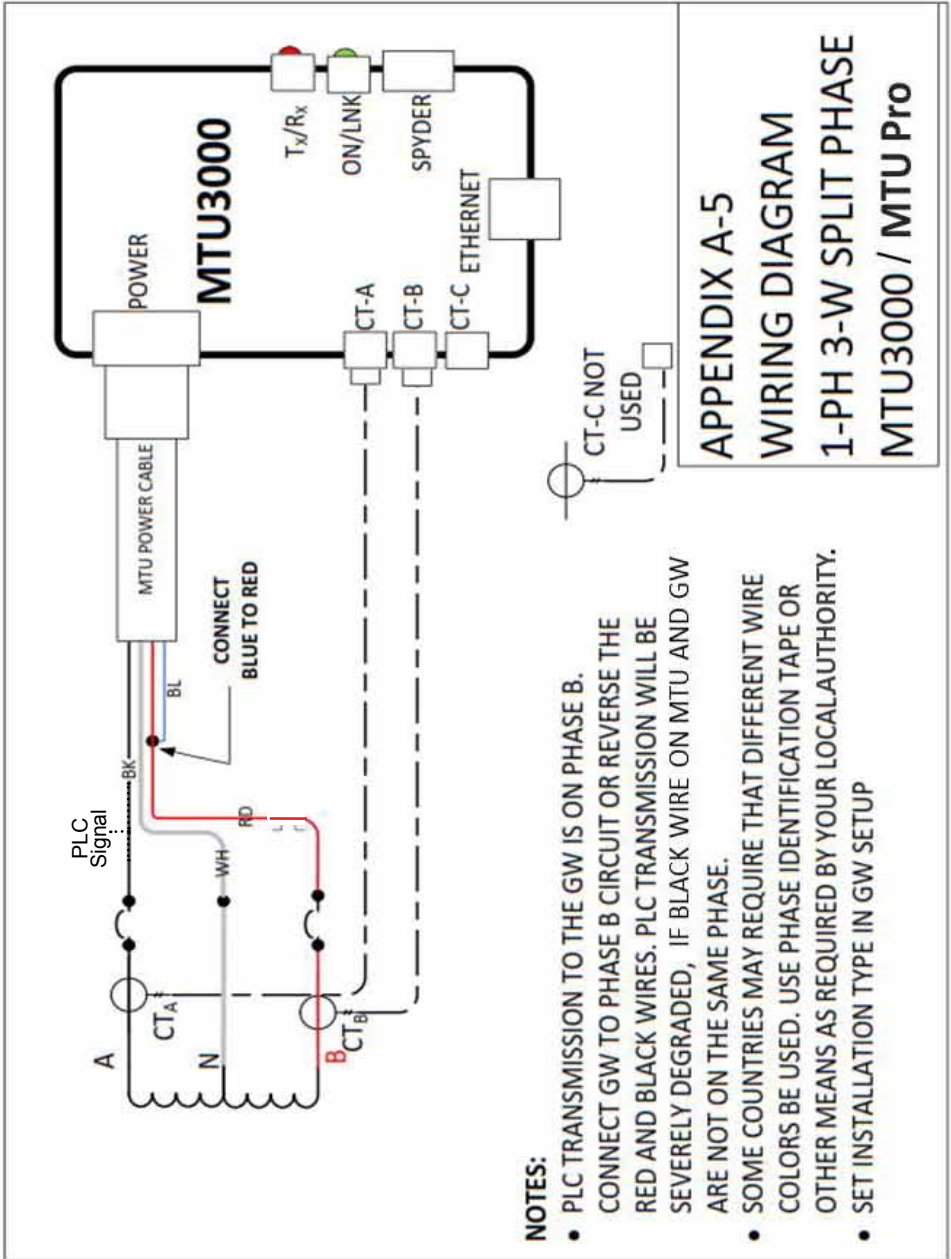 PLC
Signal
A
N
B
CTA
CTB
BK
WH
RD
BL
CONNECT
BLUE TO RED
MTU POWER CABLE
POWER
MTU3000
Tx/Rx
ON/LNK
SPYDER
ETHERNET
CT-A
CT-B
CT-C
CT-C NOT
USED
NOTES:
• PLC TRANSMISSION TO THE GW IS ON PHASE B.
CONNECT GW TO PHASE B CIRCUIT OR REVERSE THE
RED AND BLACK WIRES. PLC TRANSMISSION WILL BE
SEVERELY DEGRADED, IF BLACK WIRE ON MTU AND GW
ARE NOT ON THE SAME PHASE.
• SOME COUNTRIES MAY REQUIRE THAT DIFFERENT WIRE
COLORS BE USED. USE PHASE IDENTIFICATION TAPE OR
OTHER MEANS AS REQUIRED BY YOUR LOCAL AUTHORITY.
• SET INSTALLATION TYPE IN GW SETUP
APPENDIX A-5
WIRING DIAGRAM
1-PH 3-W SPLIT PHASE
MTU3000 / MTU Pro